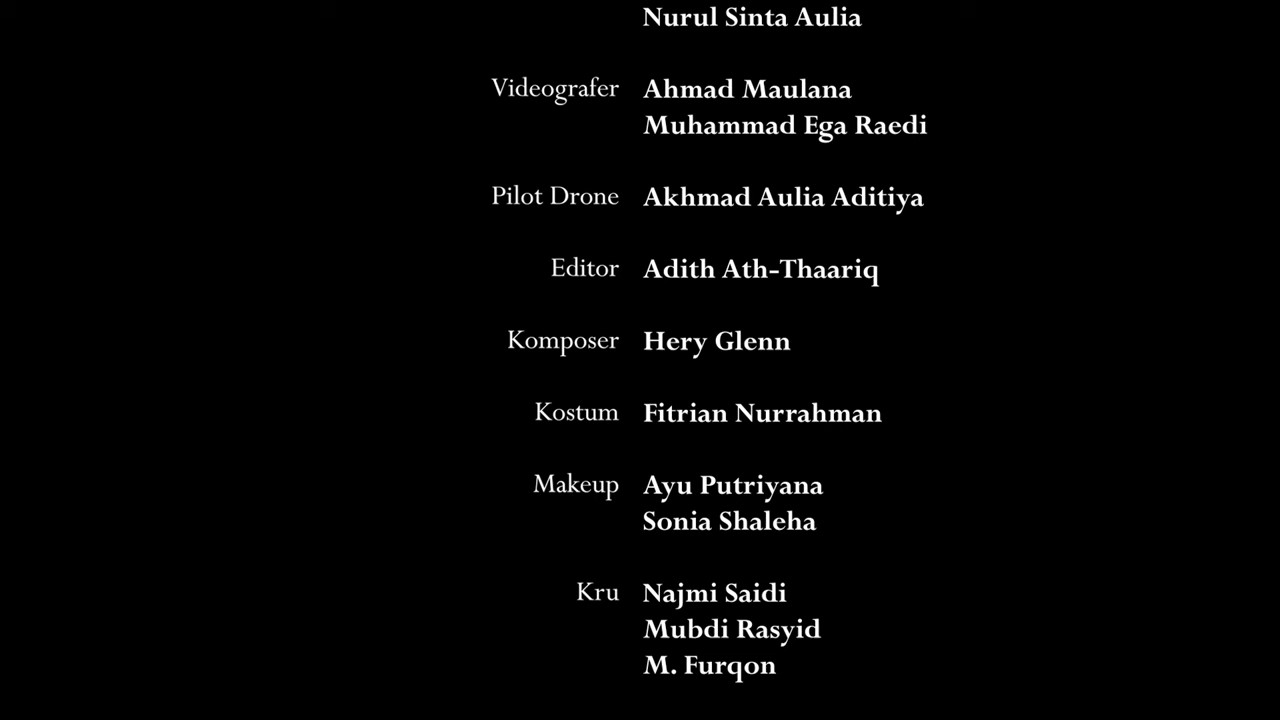 Nurul Sinta Aulia
Videografer Ahmad Maulana
Muhammad Ega Raedi
Pilot Drone Akhmad Aulia Aditiya
Editor Adith Ath-Thaariq
Komposer Hery Glenn
Kostum Fitrian Nurrahman
Makeup Ayu Putriyana
Sonia Shaleha
Kru Najmi Saidi
Mubdi Rasyid
M. Furqon